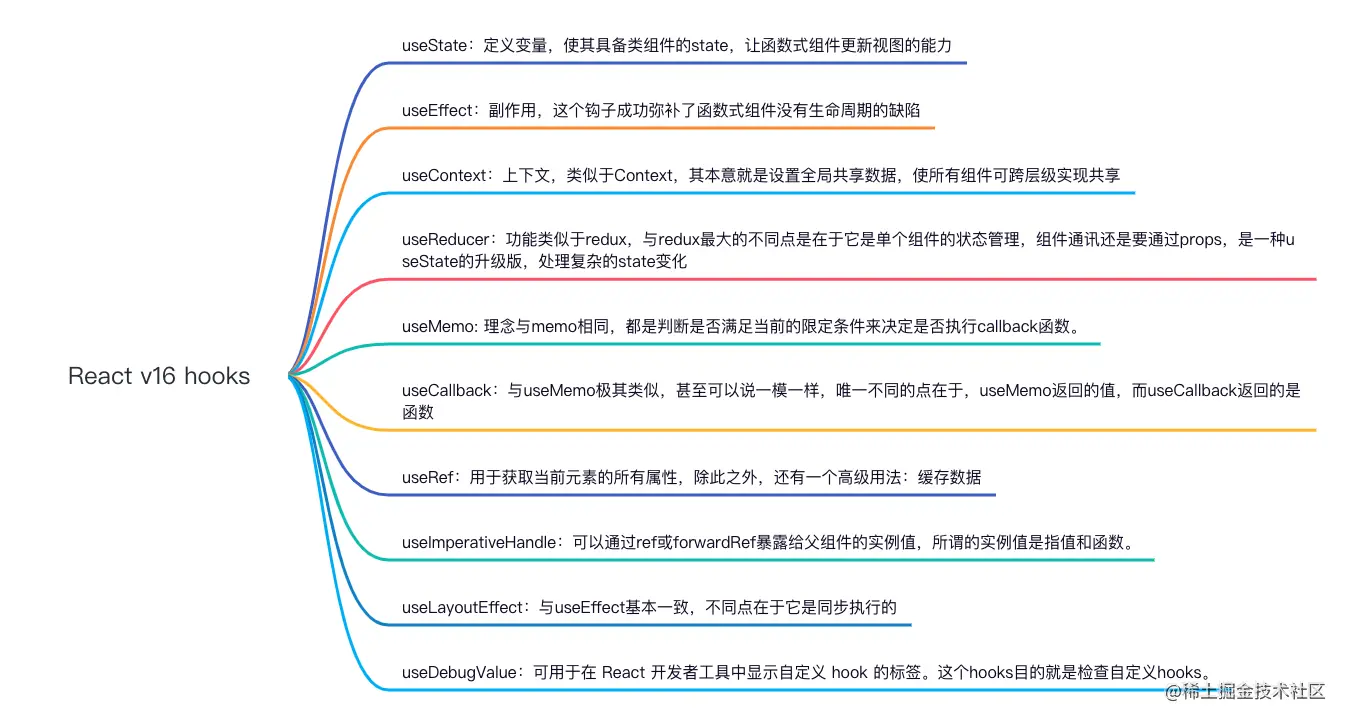 useState：定义变量，使其具备类组件的state，让函数式组件更新视图的能力
useEffect：副作用，这个钩子成功弥补了函数式组件没有生命周期的缺陷
useContext：上下文，类似于Context，其本意就是设置全局共享数据，使所有组件可跨层级实现共享
useReducer：功能类似于redux，与redux最大的不同点是在于它是单个组件的状态管理，组件通讯还是要通过props，是一种u
seState的升级版，处理复杂的state变化
useMemo: 理念与memo相同，都是判断是否满足当前的限定条件来决定是否执行callback函数。
React v16 hooks
useCallback：与useMemo极其类似，甚至可以说一模一样，唯一不同的点在于，useMemo返回的值，而useCallback返回的是
函数
useRef：用于获取当前元素的所有属性，除此之外，还有一个高级用法：缓存数据
useImperativeHandle：可以通过ref或forwardRef暴露给父组件的实例值，所谓的实例值是指值和函数。
useLayoutEffect：与useEffect基本一致，不同点在于它是同步执行的
useDebugValue：可用于在 React 开发者工具中显示自定义 hook 的标签。这个hooks目的就是检查自定义hooks。
@稀土掘金技术社区